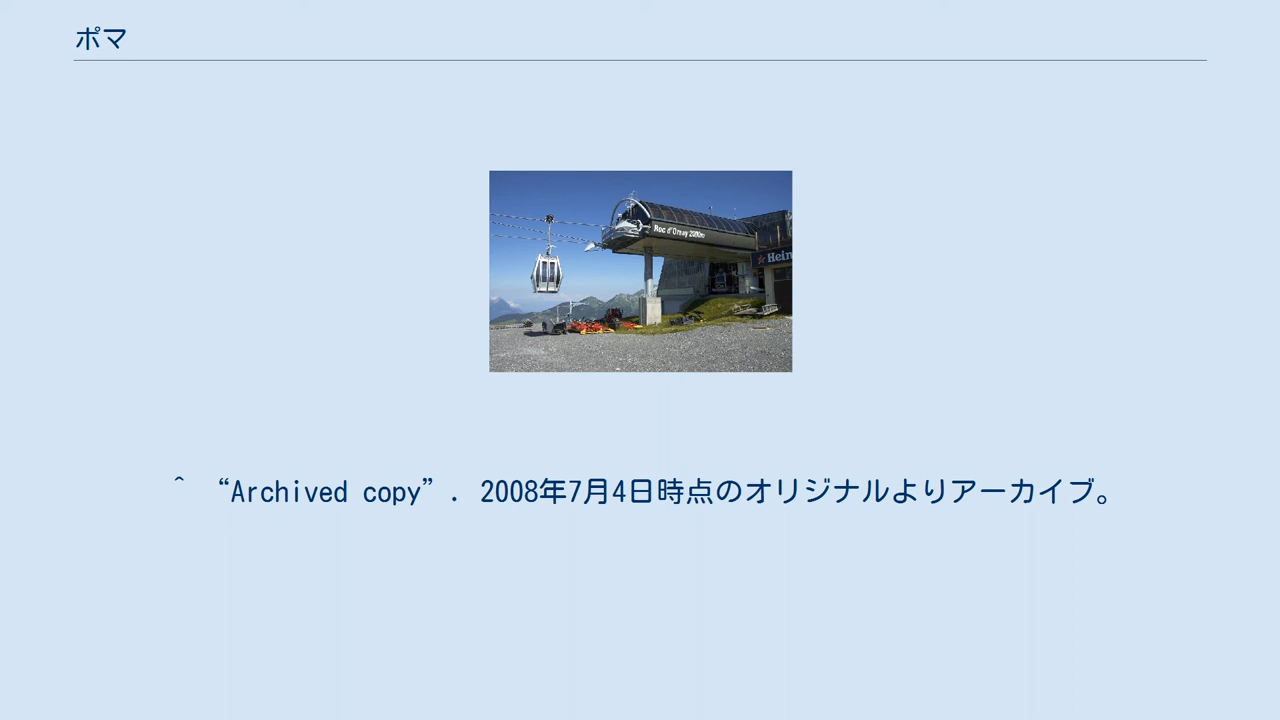 ポマ
Roc d'Orsay 2000m
Hein
^ “Archived copy”. 2008年7月4日時点のオリジナルよりアーカイブ。